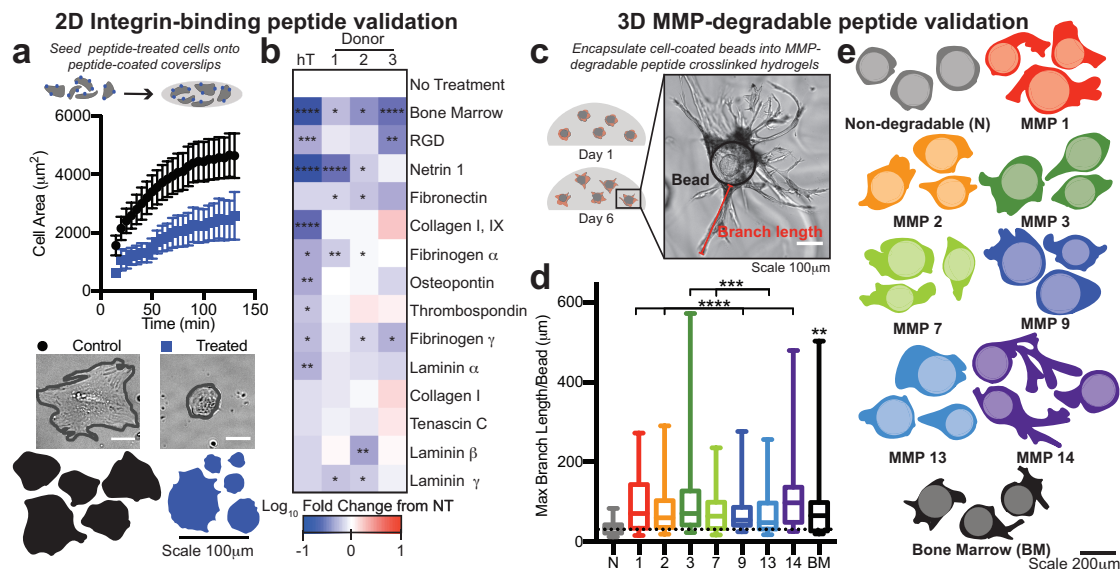 2D Integrin-binding peptide validation
a
Seed peptide-treated cells onto
peptide-coated coverslips
6000
4000
2000
0
Cell Area (μm²)
0
50
100
150
Time (min)
Control
Treated
Scale 100μm
b
Donor
hT 1 2 3
No Treatment
**** * * **** Bone Marrow
*** ** RGD
**** **** * Netrin 1
* * Fibronectin
**** Collagen I, IX
* ** * Fibrinogen α
** Osteopontin
* Thrombospondin
* * * Fibrinogen γ
** Laminin α
Collagen I
Tenascin C
** Laminin β
* * Laminin γ
Log10 Fold Change from NT
-1 0 1
3D MMP-degradable peptide validation
c
Encapsulate cell-coated beads into MMP-
degradable peptide crosslinked hydrogels
Day 1
Day 6
Bead
Branch length
Scale 100μm
d
600
400
200
0
Max Branch Length/Bead (μm)
***
****
**
N 1 2 3 7 9 13 14 BM
e
Non-degradable (N)
MMP 1
MMP 2
MMP 3
MMP 7
MMP 9
MMP 13
MMP 14
Bone Marrow (BM)
Scale 200μm